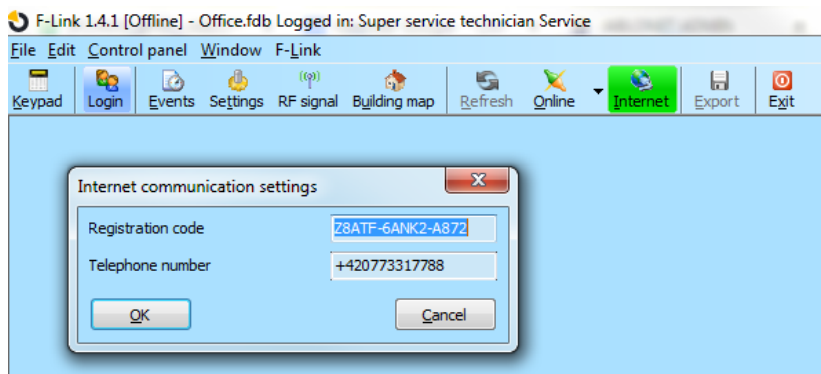 F-Link 1.4.1 [Offline] - Office.fdb Logged in: Super service technician Service
File Edit Control panel Window F-Link
Keypad Login Events Settings RF signal Building map Refresh Online Internet Export Exit
Internet communication settings
Registration code Z8ATF-6ANK2-A872
Telephone number +420773317788
OK Cancel